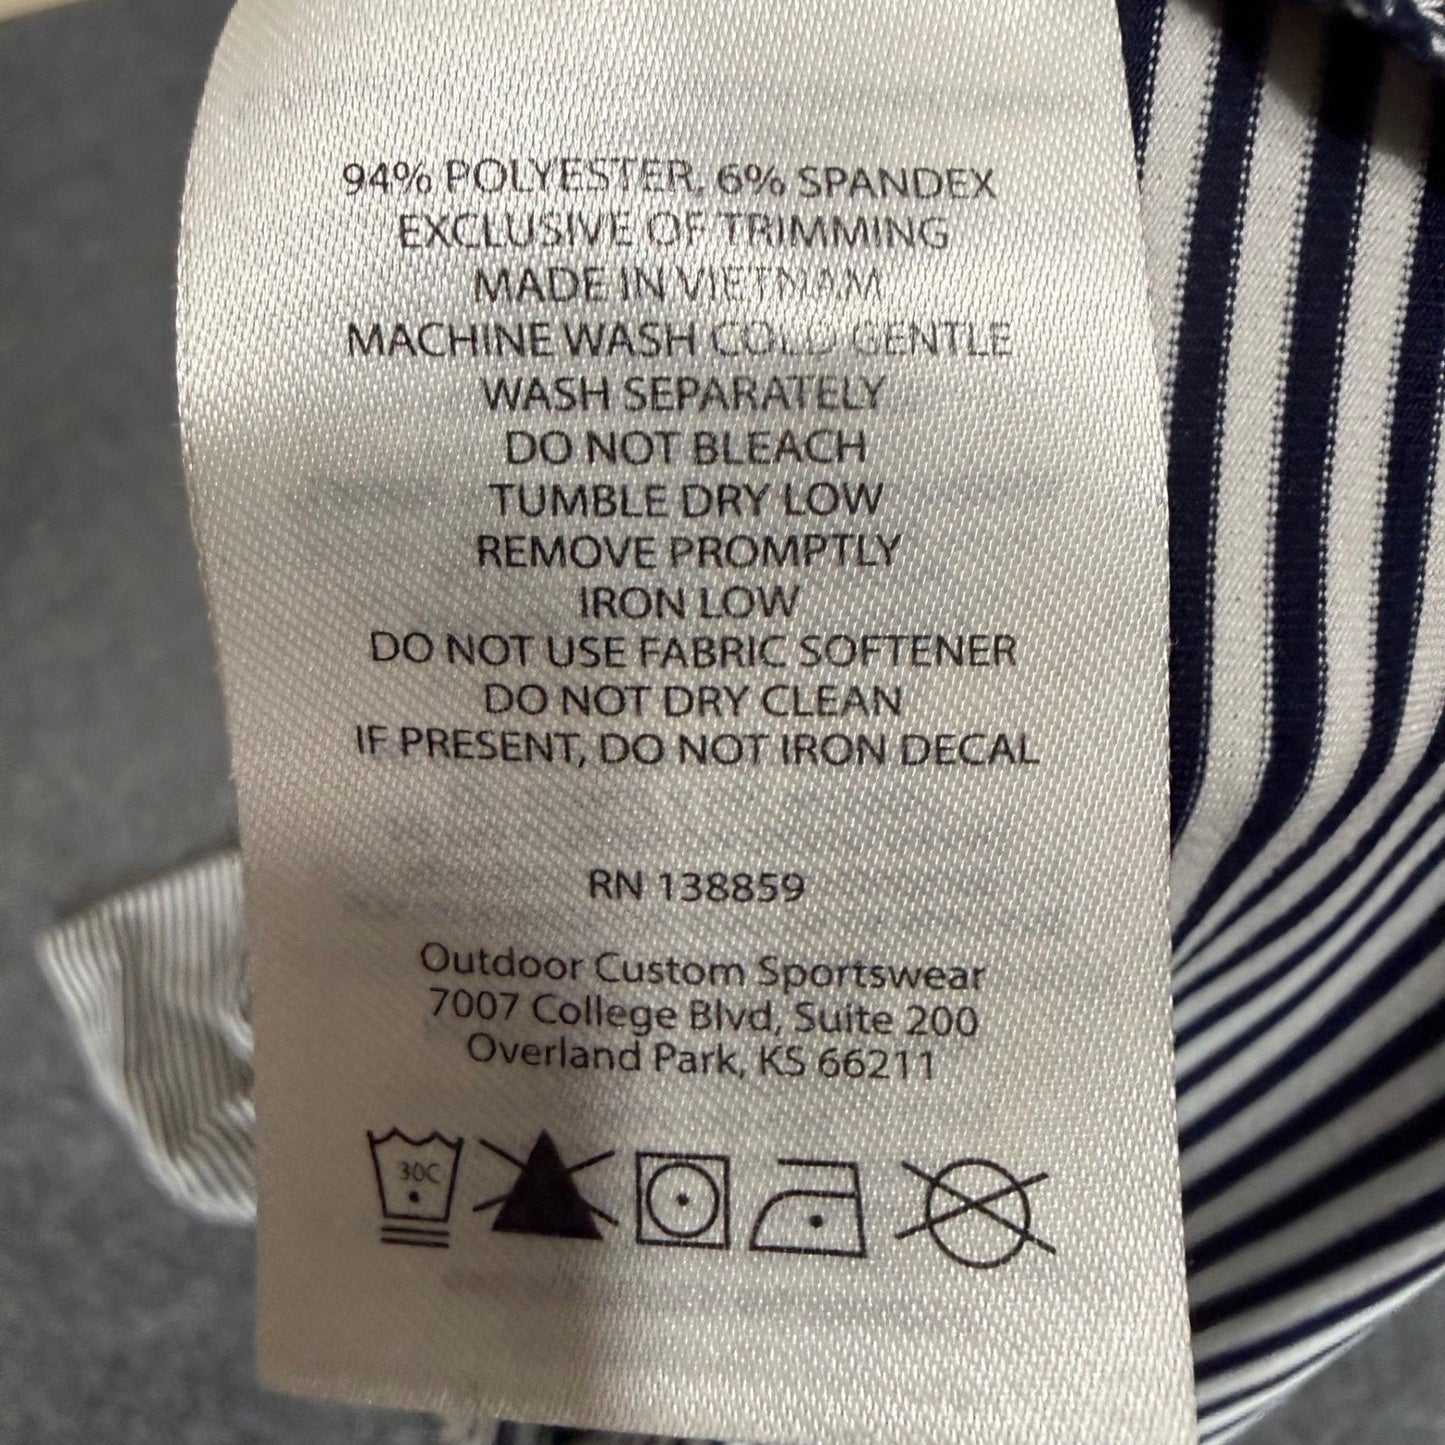 94% POLYESTER, 6% SPANDEX
EXCLUSIVE OF TRIMMING
MADE IN VIETNAM
MACHINE WASH COLD GENTLE
WASH SEPARATELY
DO NOT BLEACH
TUMBLE DRY LOW
REMOVE PROMPTLY
IRON LOW
DO NOT USE FABRIC SOFTENER
DO NOT DRY CLEAN
IF PRESENT, DO NOT IRON DECAL
RN 138859
Outdoor Custom Sportswear
7007 College Blvd, Suite 200
Overland Park, KS 66211
30C